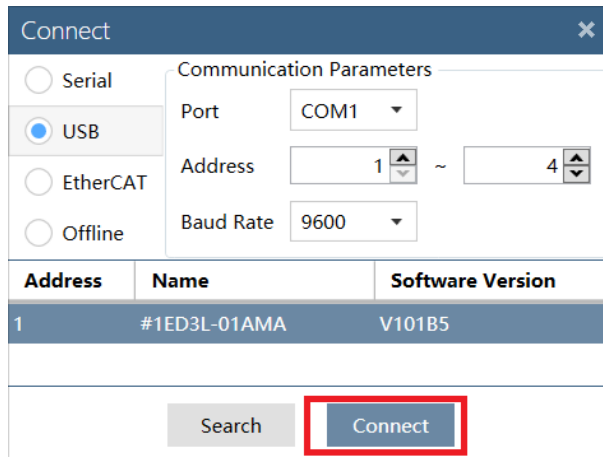 Connect
Serial
USB
EtherCAT
Offline
Communication Parameters
Port COM1
Address 1 ~ 4
Baud Rate 9600
Address Name Software Version
1 #1ED3L-01AMA V101B5
Search Connect